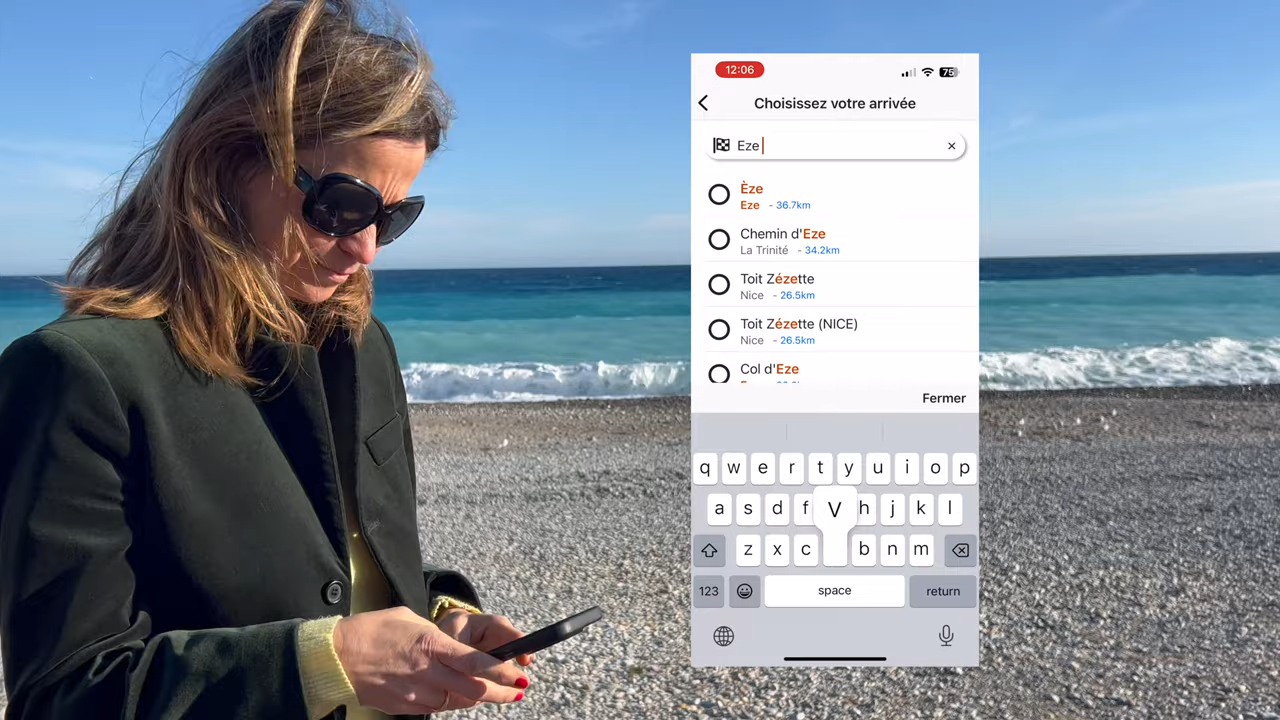 12:06
75
Choisissez votre arrivée
Eze
×
Èze
Eze - 36.7km
Chemin d'Eze
La Trinité - 34.2km
Toit Zézette
Nice - 26.5km
Toit Zézette (NICE)
Nice - 26.5km
Col d'Eze
Fermer
q w e r t y u i o p
a s d f V h j k l
z x c b n m
123 space return